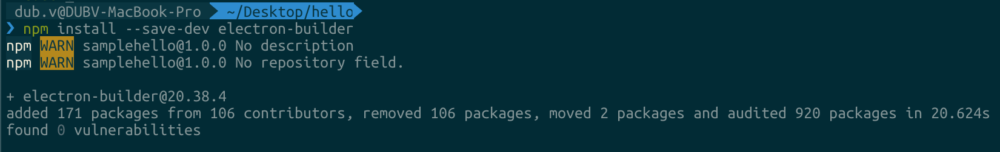 dub.v@DUBV-MacBook-Pro ~/Desktop/hello
❯ npm install --save-dev electron-builder
npm WARN samplehello@1.0.0 No description
npm WARN samplehello@1.0.0 No repository field.
+ electron-builder@20.38.4
added 171 packages from 106 contributors, removed 106 packages, moved 2 packages and audited 920 packages in 20.624s
found 0 vulnerabilities